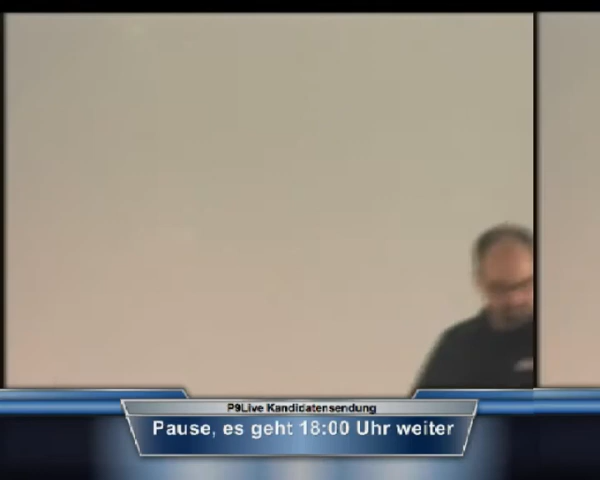 P9Live Kandidatensendung
Pause, es geht 18:00 Uhr weiter